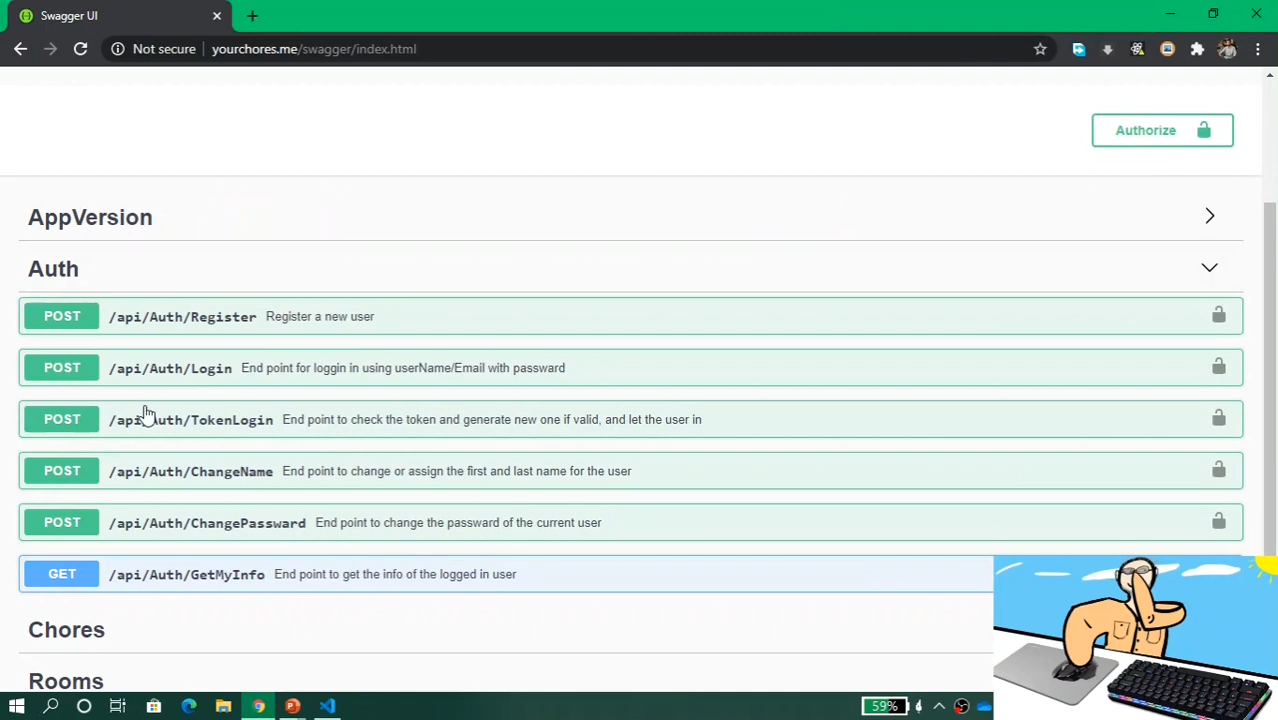 Swagger UI
Not secure yourchores.me/swagger/index.html
Authorize
AppVersion
Auth
POST /api/Auth/Register Register a new user
POST /api/Auth/Login End point for loggin in using userName/Email with password
POST /api/Auth/TokenLogin End point to check the token and generate new one if valid, and let the user in
POST /api/Auth/ChangeName End point to change or assign the first and last name for the user
POST /api/Auth/ChangePassward End point to change the password of the current user
GET /api/Auth/GetMyInfo End point to get the info of the logged in user
Chores
Rooms
59%